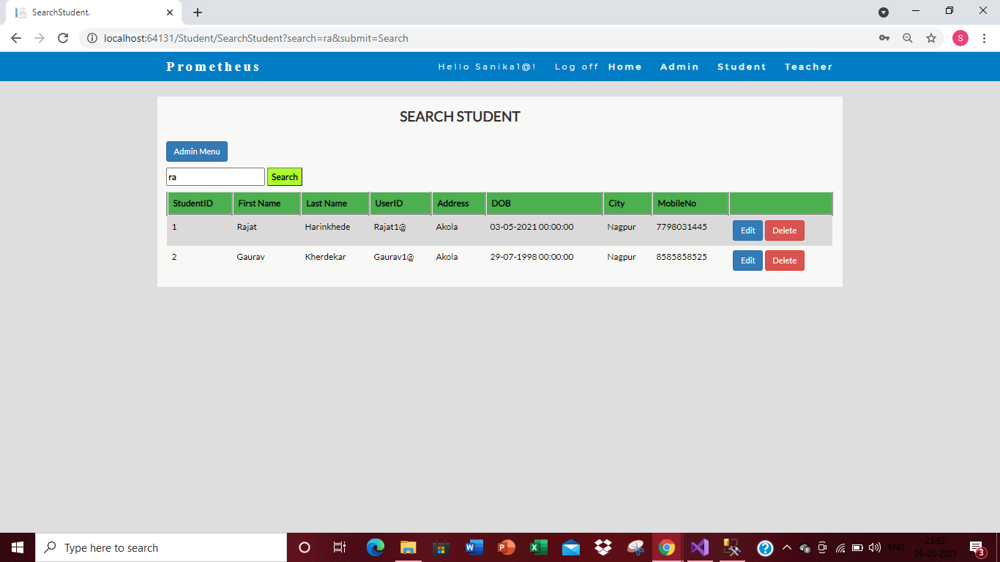 SearchStudent.
localhost:64131/Student/SearchStudent?search=ra&submit=Search
S
Prometheus Hello Sanika1@! Log off Home Admin Student Teacher
SEARCH STUDENT
Admin Menu
ra Search
StudentID First Name Last Name UserID Address DOB City MobileNo
1 Rajat Harinkhede Rajat1@ Akola 03-05-2021 00:00:00 Nagpur 7798031445 Edit Delete
2 Gaurav Kherdekar Gaurav1@ Akola 29-07-1998 00:00:00 Nagpur 8585858525 Edit Delete
Type here to search
ENG
23:02
09-05-2021
3